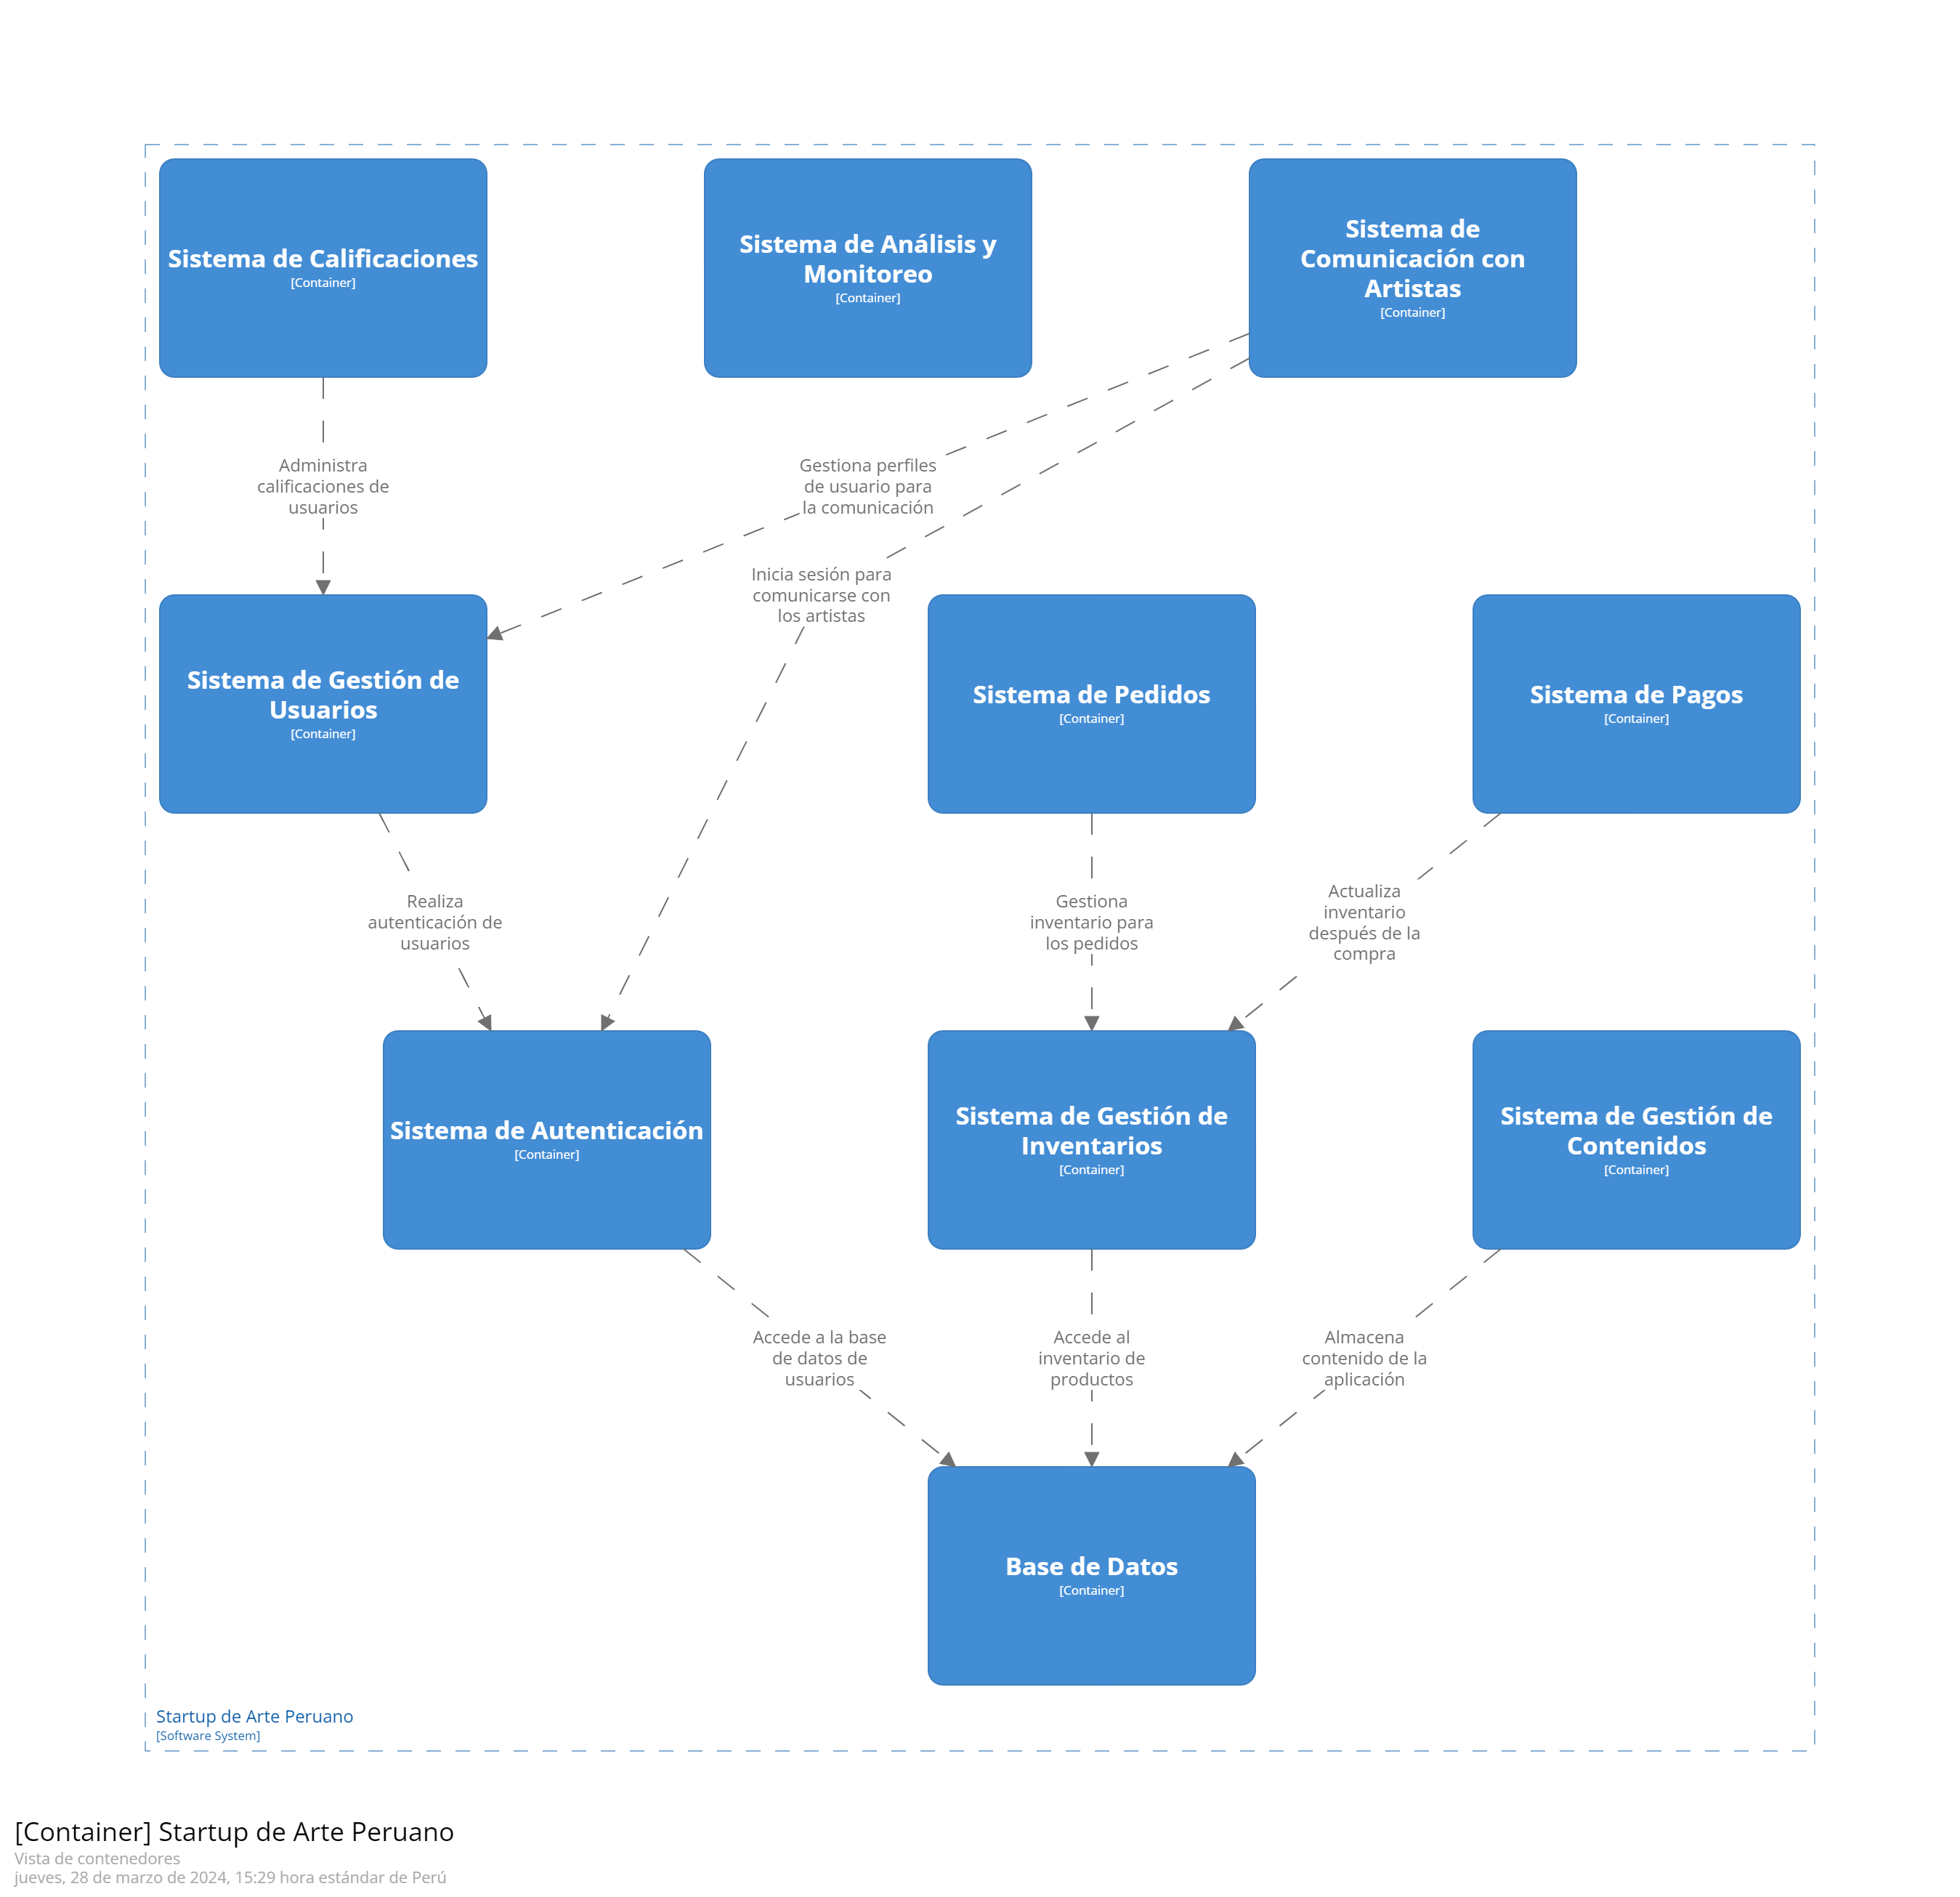 Sistema de Calificaciones
[Container]
Sistema de Análisis y
Monitoreo
[Container]
Sistema de
Comunicación con
Artistas
[Container]
Administra
calificaciones de
usuarios
Gestiona perfiles
de usuario para
la comunicación
Inicia sesión para
comunicarse con
los artistas
Sistema de Gestión de
Usuarios
[Container]
Sistema de Pedidos
[Container]
Sistema de Pagos
[Container]
Realiza
autenticación de
usuarios
Gestiona
inventario para
los pedidos
Actualiza
inventario
después de la
compra
Sistema de Autenticación
[Container]
Sistema de Gestión de
Inventarios
[Container]
Sistema de Gestión de
Contenidos
[Container]
Accede a la base
de datos de
usuarios
Accede al
inventario de
productos
Almacena
contenido de la
aplicación
Base de Datos
[Container]
Startup de Arte Peruano
[Software System]
[Container] Startup de Arte Peruano
Vista de contenedores
jueves, 28 de marzo de 2024, 15:29 hora estándar de Perú